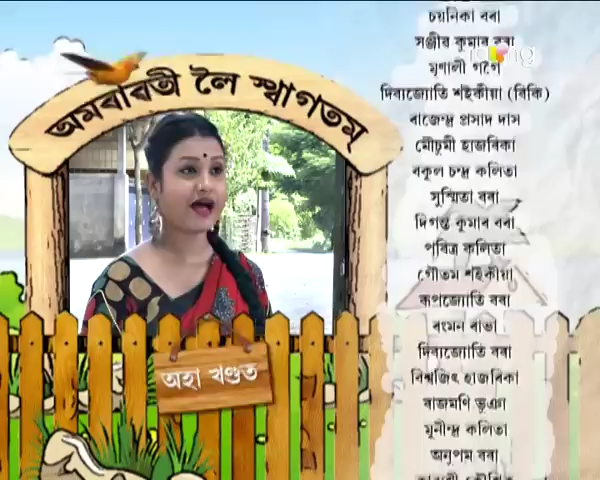 অমৰাৱতী লৈ স্বাগতম্
অহা খণ্ডত
চয়নিকা বৰা
সঞ্জীৱ কুমাৰ বৰা
মৃণালী গগৈ
দিব্যজ্যোতি শইকীয়া (ৰিকি)
ৰাজেন্দ্ৰ প্ৰসাদ দাস
মৌচুমী হাজৰিকা
বকুল চন্দ্ৰ কলিতা
সুস্মিতা বৰা
দিগন্ত কুমাৰ বৰা
পবিত্ৰ কলিতা
গৌতম শইকীয়া
ৰূপজ্যোতি বৰা
ৰংমন ৰাভা
দিব্যজ্যোতি বৰা
বিশ্বজিৎ হাজৰিকা
ৰাজমণি ভূঞা
মুনীন্দ্ৰ কলিতা
অনুপম বৰা